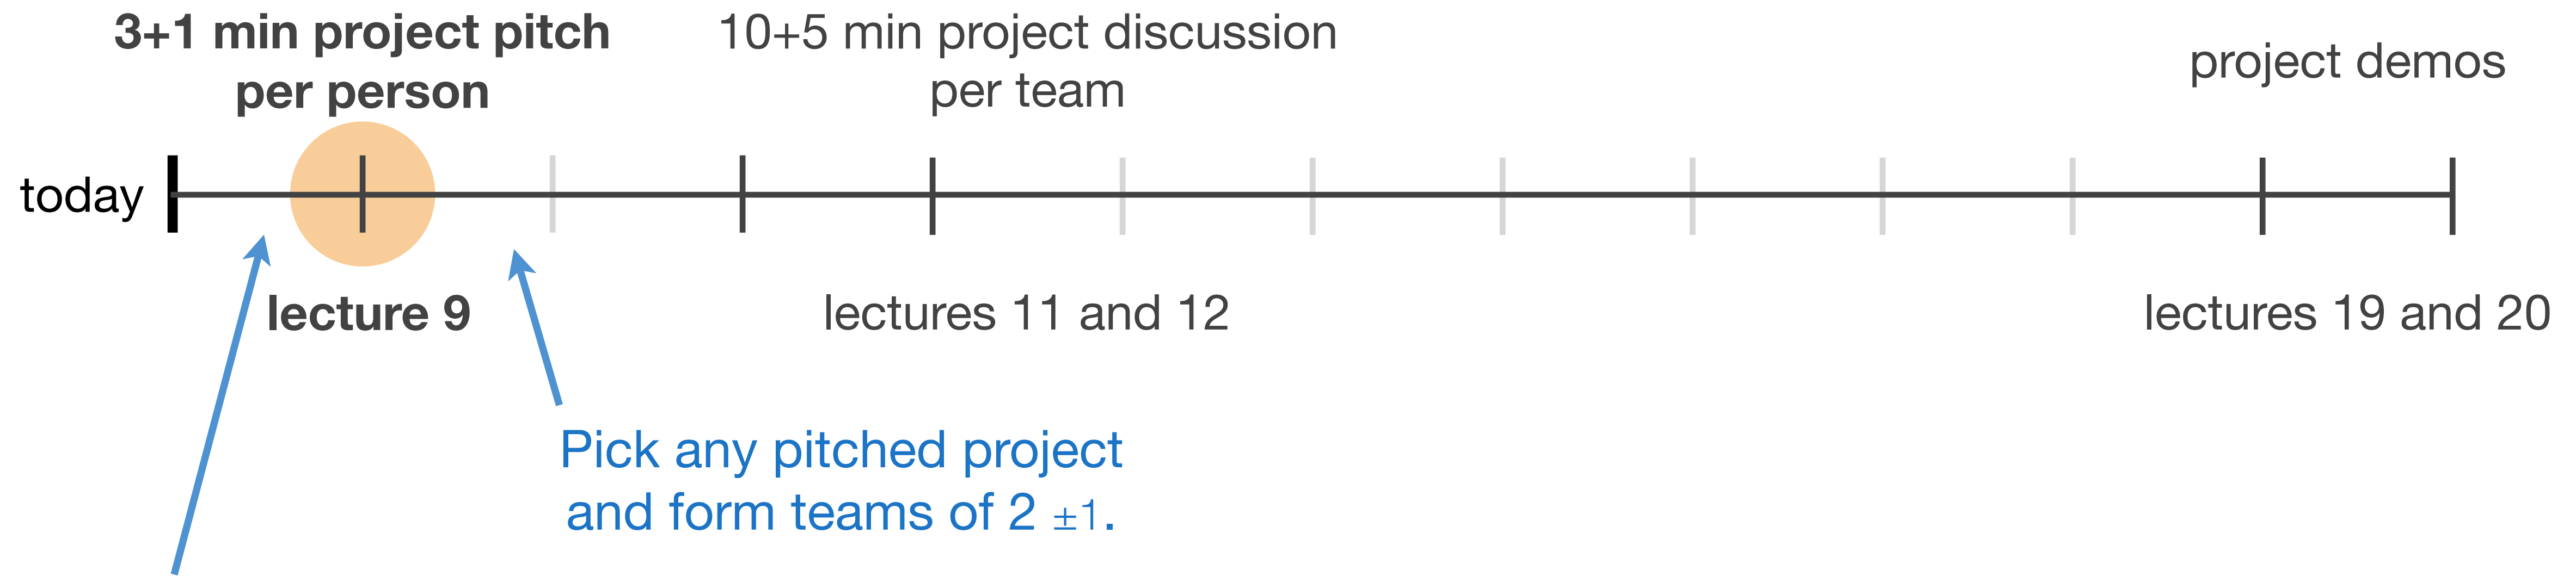 3+1 min project pitch
per person
10+5 min project discussion
per team
project demos
today
lecture 9
lectures 11 and 12
lectures 19 and 20
Pick any pitched project
and form teams of 2 ±1.